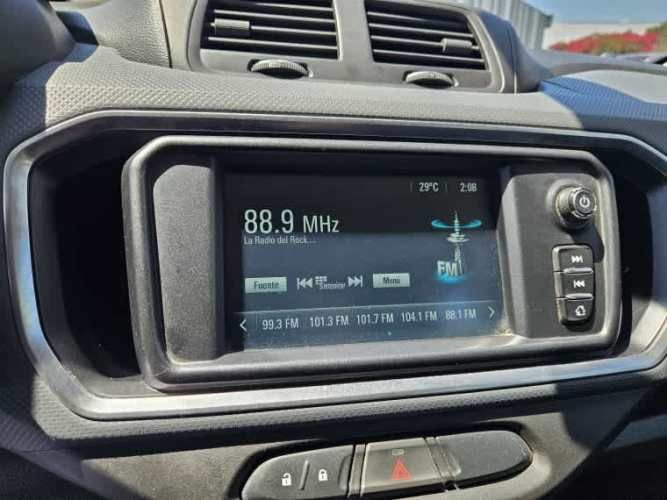 29°C 2:08
88.9 MHz
La Radio del Rock...
FM
Fuente Sintonizar Menú
99.3 FM 101.3 FM 101.7 FM 104.1 FM 88.1 FM